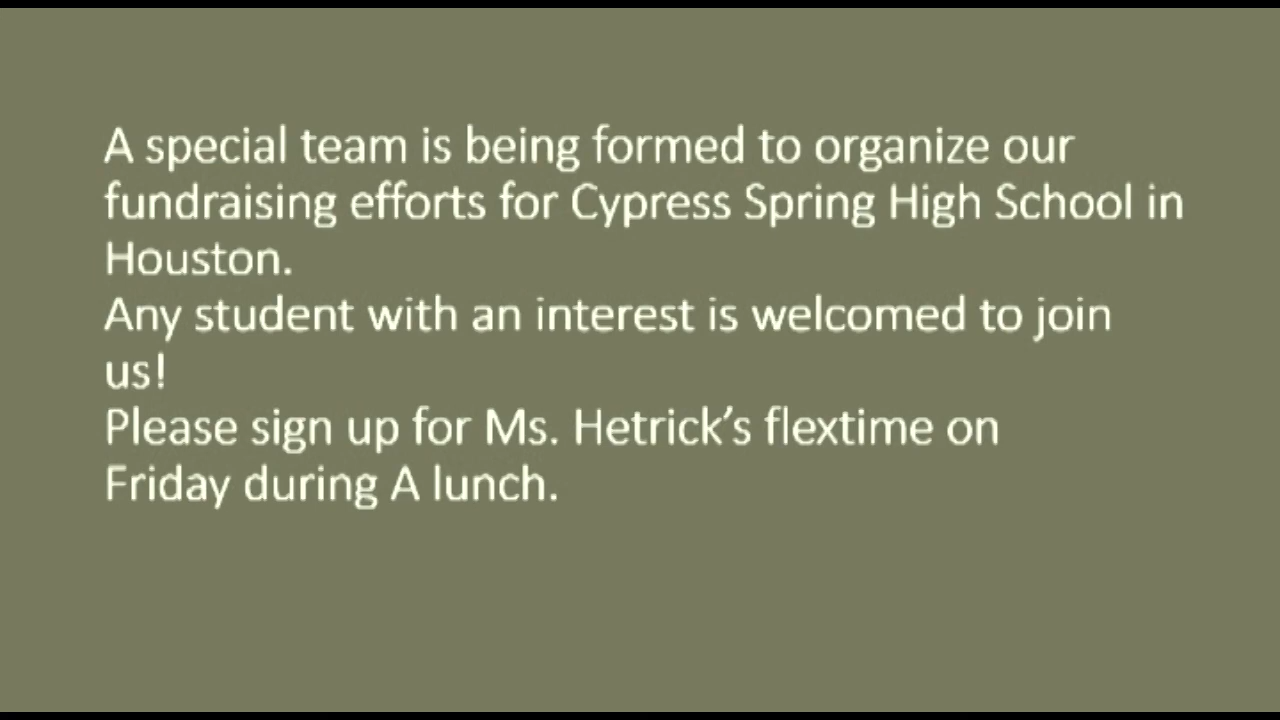 A special team is being formed to organize our
fundraising efforts for Cypress Spring High School in
Houston.
Any student with an interest is welcomed to join
us!
Please sign up for Ms. Hetrick’s flextime on
Friday during A lunch.